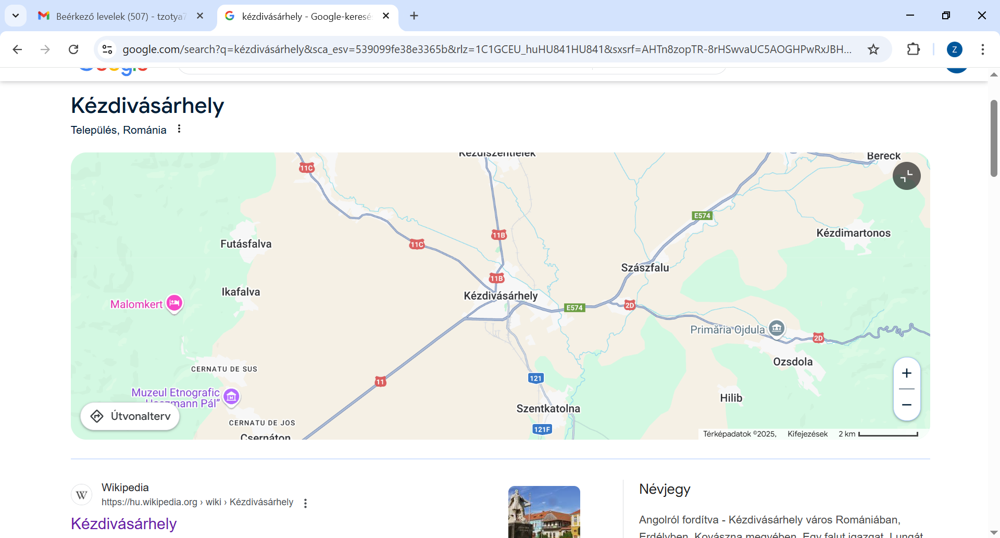 Beérkező levelek (507) - tzotya7
kézdivásárhely - Google-keresés
google.com/search?q=kézdivásárhely&sca_esv=539099fe38e3365b&rlz=1C1GCEU_huHU841HU841&sxsrf=AHTn8zopTR-8rHSwvaUC5AOGHPwRxJBH...
Z
Google
Kézdivásárhely
Település, Románia
Kézdiszentlélek
Bereck
11C
E574
11B
Kézdimartonos
Futásfalva
11C
Szászfalu
11B
Ikafalva
Kézdivásárhely
Malomkert
E574
2D
Primăria Ojdula
2D
Ozsdola
CERNATU DE SUS
11
121
Muzeul Etnografic
Haszmann Pál”
Hilib
Szentkatolna
Útvonalterv
CERNATU DE JOS
121F
Csernáton
Térképadatok ©2025,
Kifejezések
2 km
Wikipedia
https://hu.wikipedia.org › wiki › Kézdivásárhely
Kézdivásárhely
Névjegy
Angolról fordítva - Kézdivásárhely város Romániában,
Erdélyben, Kovászna megyében. Egy falut igazgat, Lungát